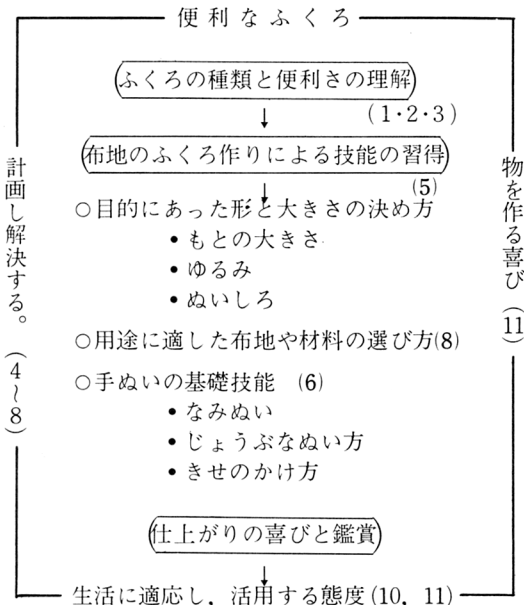 便利なふくろ
ふくろの種類と便利さの理解
(1・2・3)
布地のふくろ作りによる技能の習得
(5)
○目的にあった形と大きさの決め方
•もとの大きさ
•ゆるみ
•ぬいしろ
○用途に適した布地や材料の選び方(8)
○手ぬいの基礎技能 (6)
•なみぬい
•じょうぶなぬい方
•きせのかけ方
仕上がりの喜びと鑑賞
生活に適応し，活用する態度(10，11)
物を作る喜び (11)
計画し解決する。(4〜8)